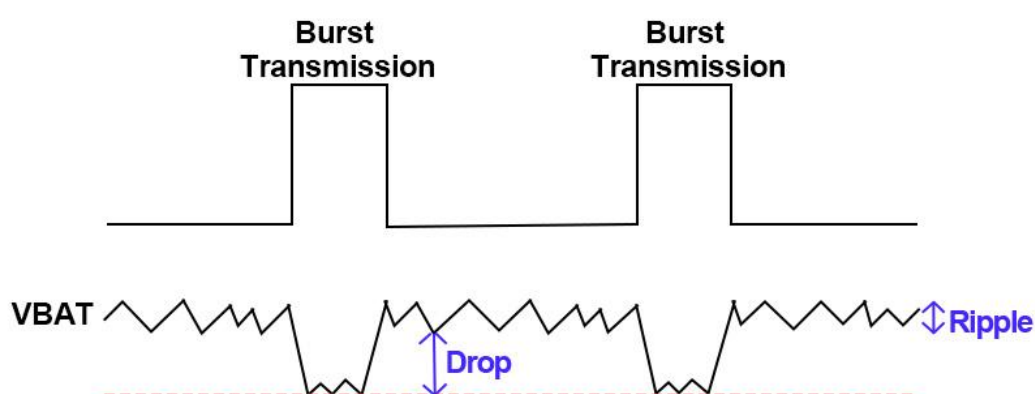 Burst
Transmission
Burst
Transmission
VBAT
Ripple
Drop